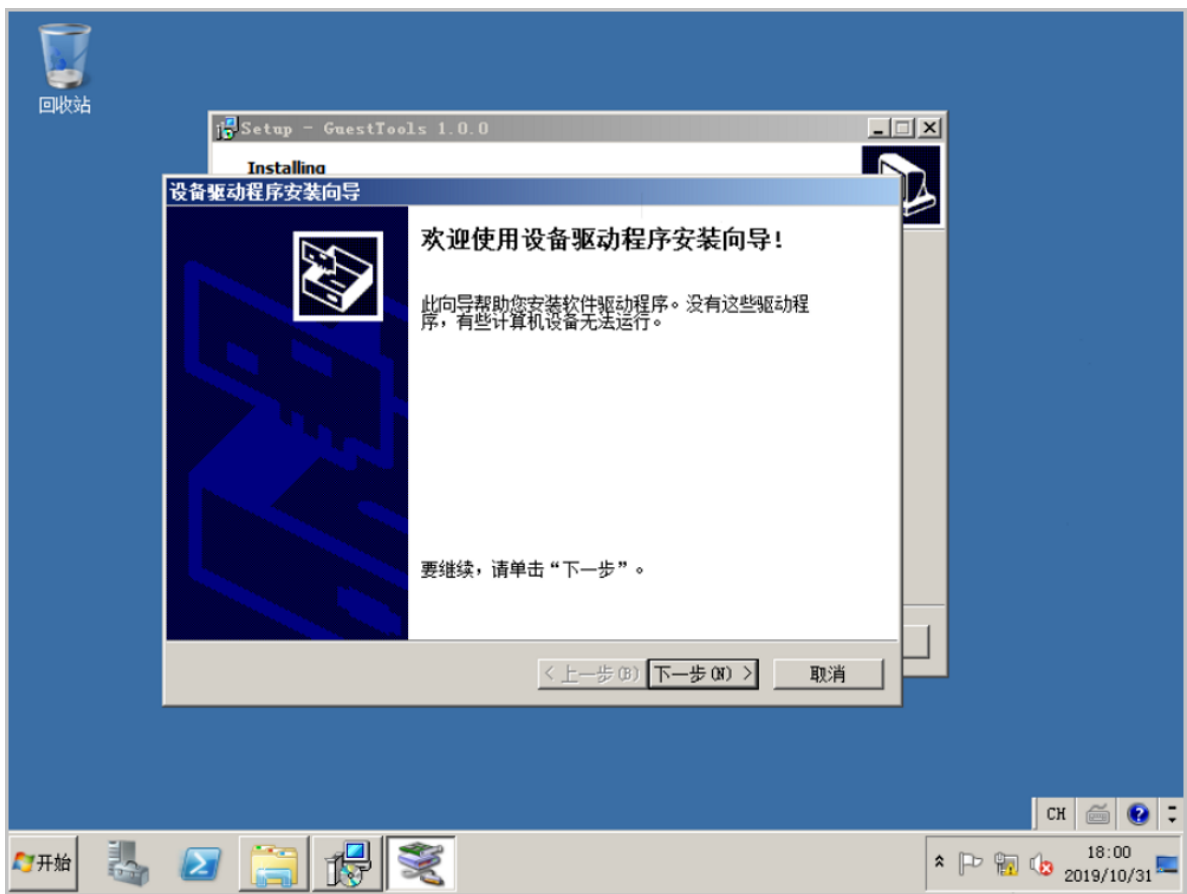 回收站
Setup - GuestTools 1.0.0
Installing
设备驱动程序安装向导
欢迎使用设备驱动程序安装向导!
此向导帮助您安装软件驱动程序。没有这些驱动程
序，有些计算机设备无法运行。
要继续，请单击“下一步”。
< 上一步(B)
下一步(N) >
取消
CH
开始
18:00
2019/10/31